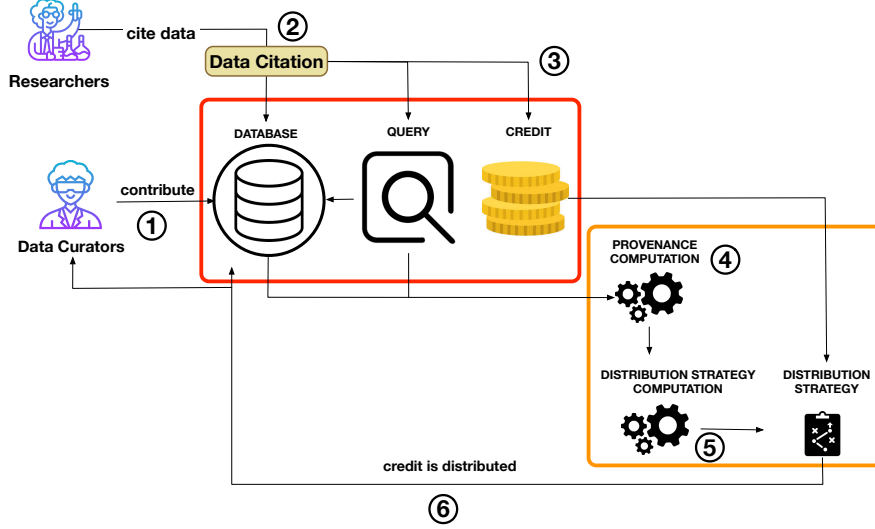 cite data
②
Data Citation
③
Researchers
DATABASE
QUERY
CREDIT
contribute
①
Data Curators
PROVENANCE
COMPUTATION
④
DISTRIBUTION STRATEGY
COMPUTATION
DISTRIBUTION
STRATEGY
⑤
credit is distributed
⑥